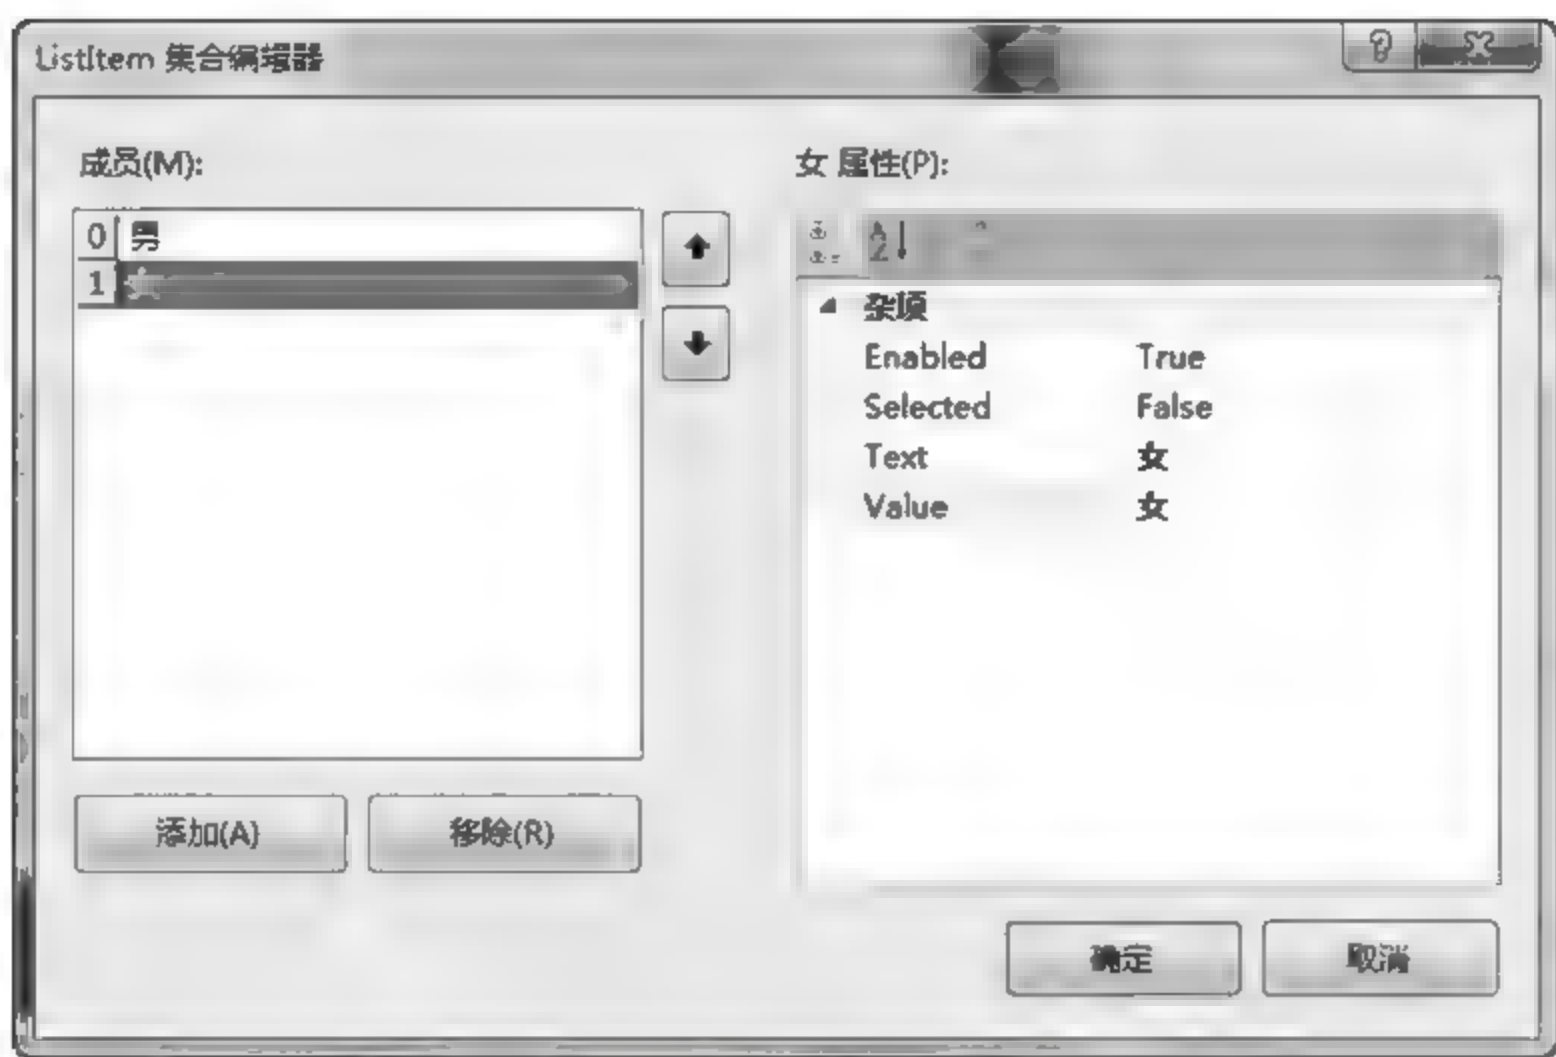 ListItem 集合编辑器
成员(M):
女 属性(P):
0 男
1 女
杂项
Enabled True
Selected False
Text 女
Value 女
添加(A)
移除(R)
确定
取消